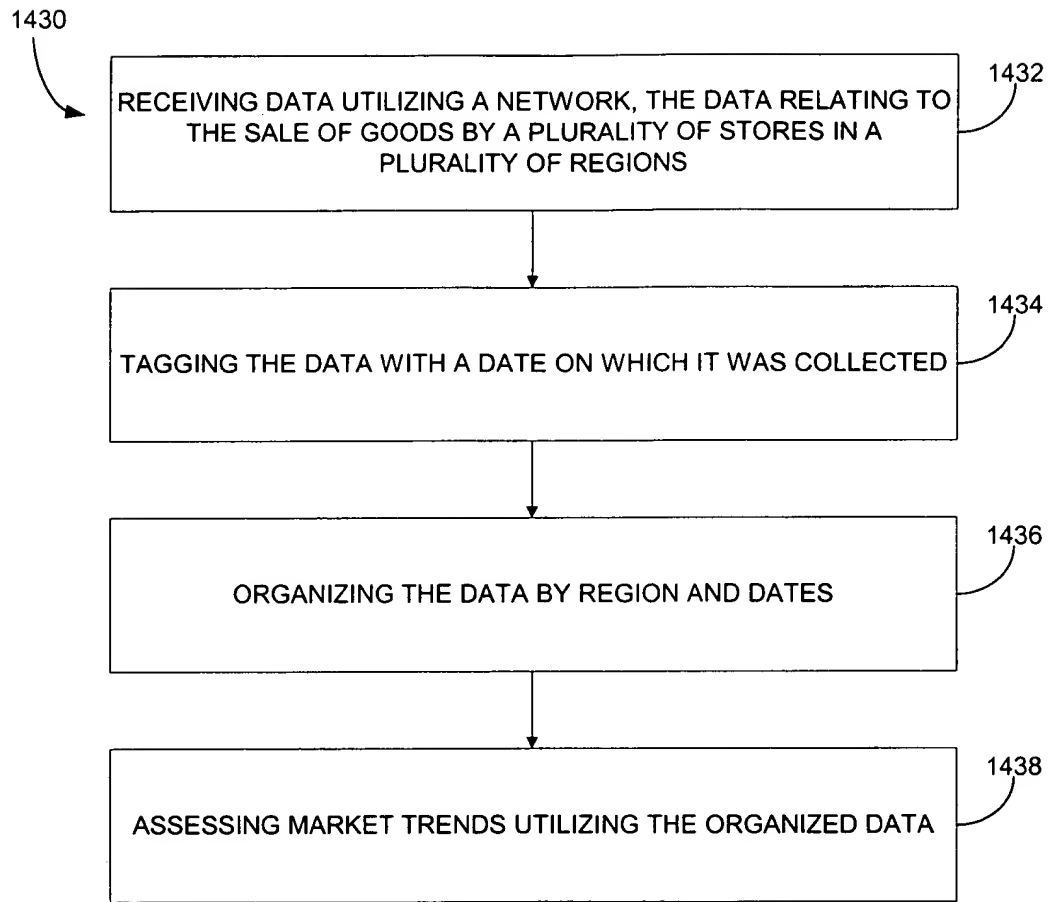 1430
1432
RECEIVING DATA UTILIZING A NETWORK, THE DATA RELATING TO
THE SALE OF GOODS BY A PLURALITY OF STORES IN A
PLURALITY OF REGIONS
1434
TAGGING THE DATA WITH A DATE ON WHICH IT WAS COLLECTED
1436
ORGANIZING THE DATA BY REGION AND DATES
1438
ASSESSING MARKET TRENDS UTILIZING THE ORGANIZED DATA